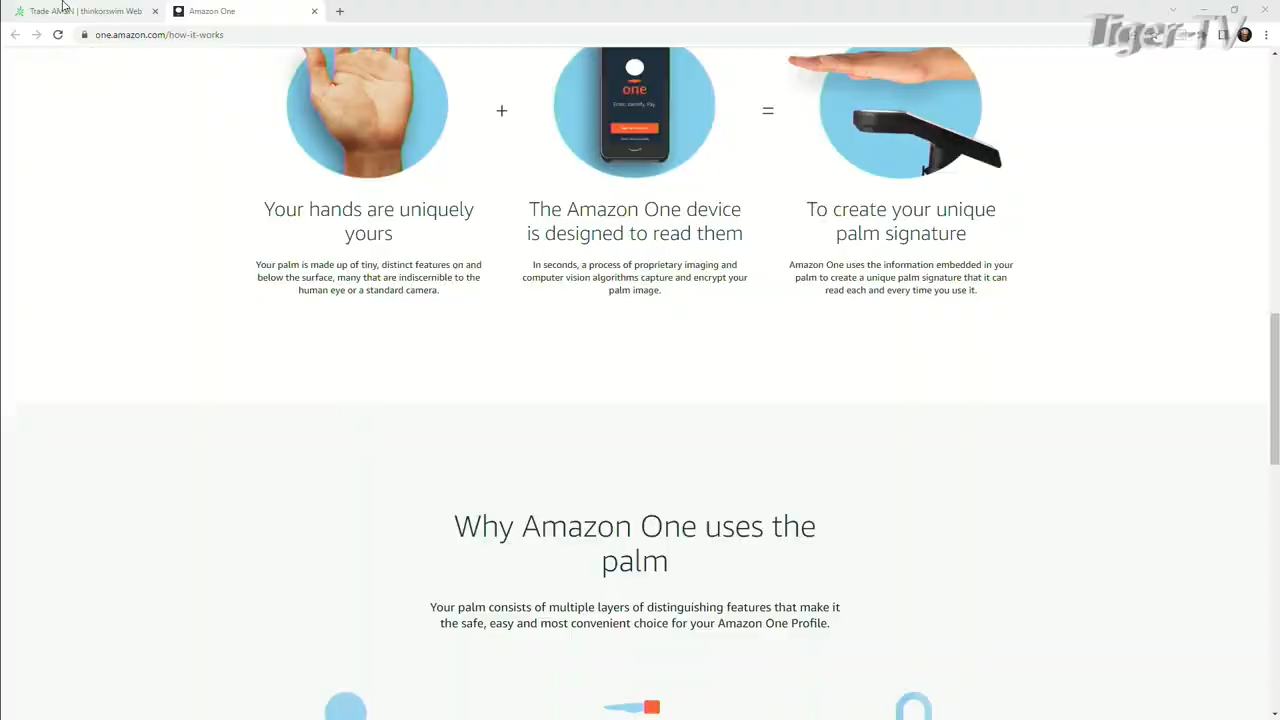 Trade AMZN | thinkorswim Web
Amazon One
Tiger TV
one.amazon.com/how-it-works
one
Enter, Identify, Pay.
+
=
Your hands are uniquely
yours
The Amazon One device
is designed to read them
To create your unique
palm signature
Your palm is made up of tiny, distinct features on and
below the surface, many that are indiscernible to the
human eye or a standard camera.
In seconds, a process of proprietary imaging and
computer vision algorithms capture and encrypt your
palm image.
Amazon One uses the information embedded in your
palm to create a unique palm signature that it can
read each and every time you use it.
Why Amazon One uses the
palm
Your palm consists of multiple layers of distinguishing features that make it
the safe, easy and most convenient choice for your Amazon One Profile.